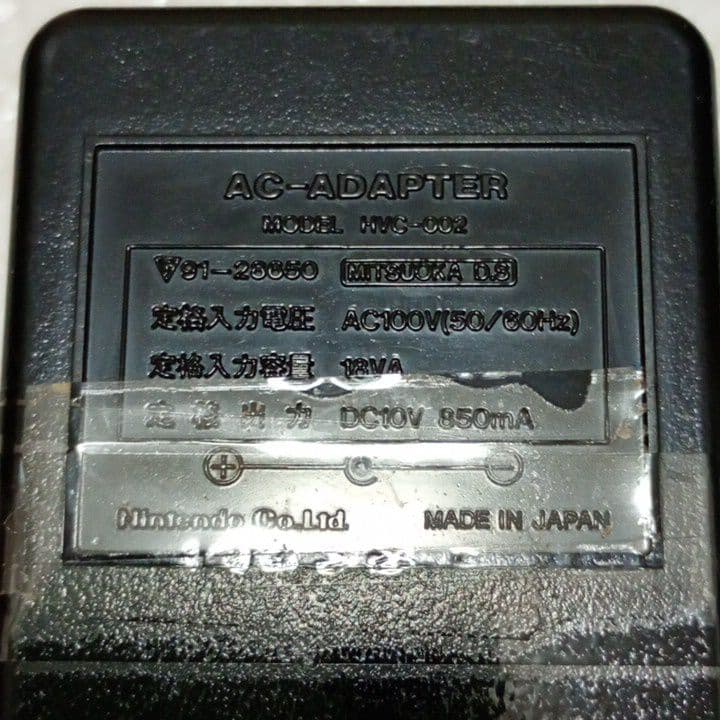 AC-ADAPTER
MODEL HVC-002
▽91-26650 MITSUOKA D,S
定格入力電圧 AC100V(50/60Hz)
定格入力容量 18VA
定格出力 DC10V 850mA
+ C −
Nintendo Co.,Ltd.
MADE IN JAPAN